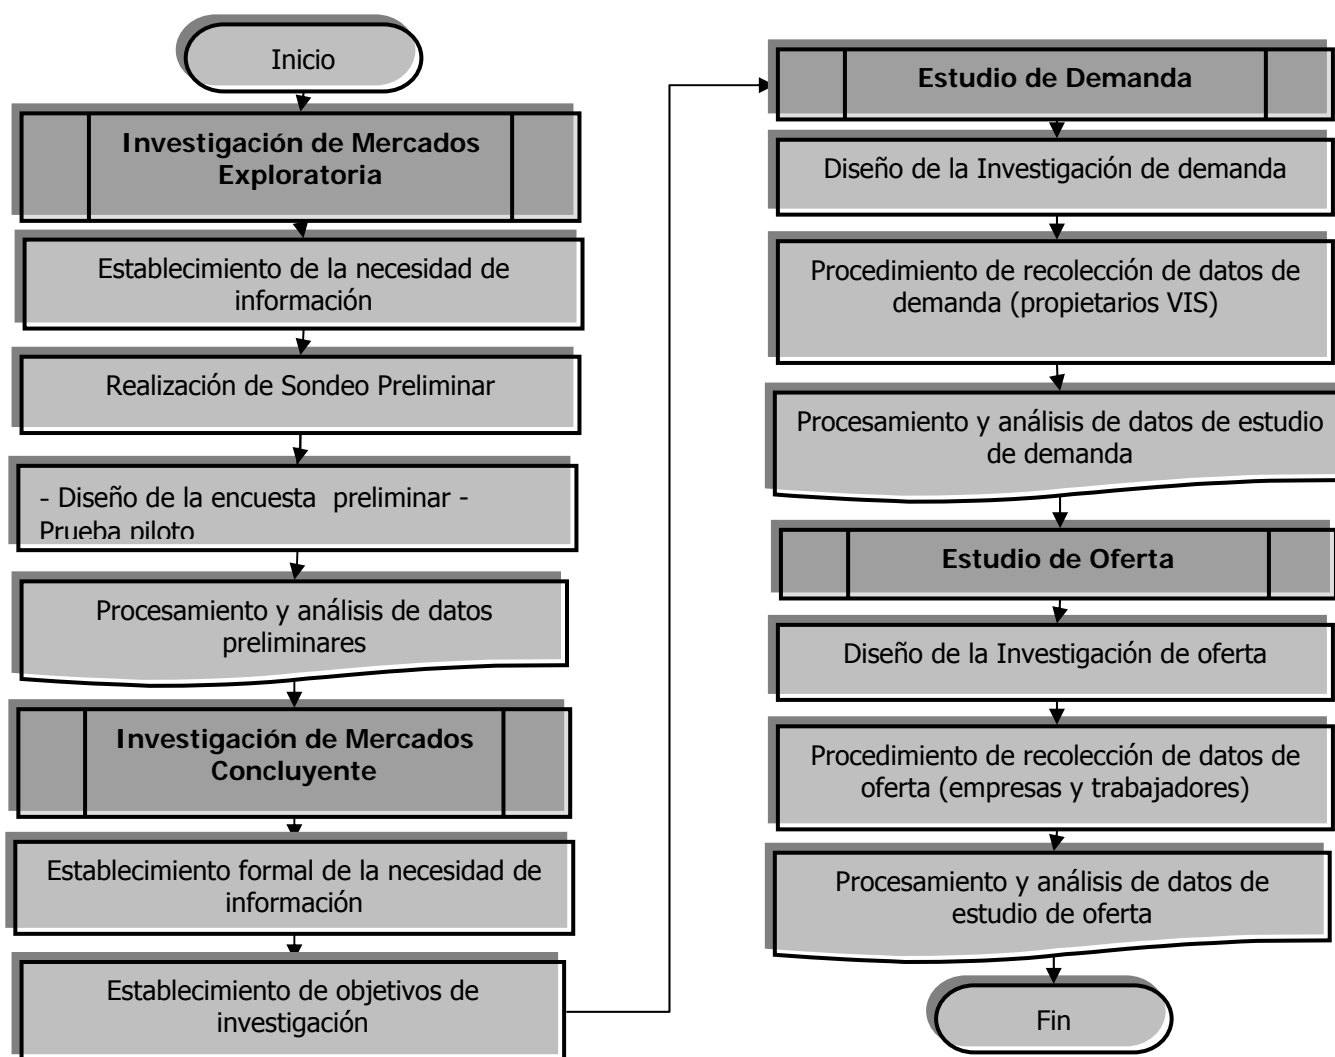 Inicio
Investigación de Mercados
Exploratoria
Establecimiento de la necesidad de
información
Realización de Sondeo Preliminar
- Diseño de la encuesta  preliminar -
Prueba piloto
Procesamiento y análisis de datos
preliminares
Investigación de Mercados
Concluyente
Establecimiento formal de la necesidad de
información
Establecimiento de objetivos de
investigación
Estudio de Demanda
Diseño de la Investigación de demanda
Procedimiento de recolección de datos de
demanda (propietarios VIS)
Procesamiento y análisis de datos de estudio
de demanda
Estudio de Oferta
Diseño de la Investigación de oferta
Procedimiento de recolección de datos de
oferta (empresas y trabajadores)
Procesamiento y análisis de datos de
estudio de oferta
Fin